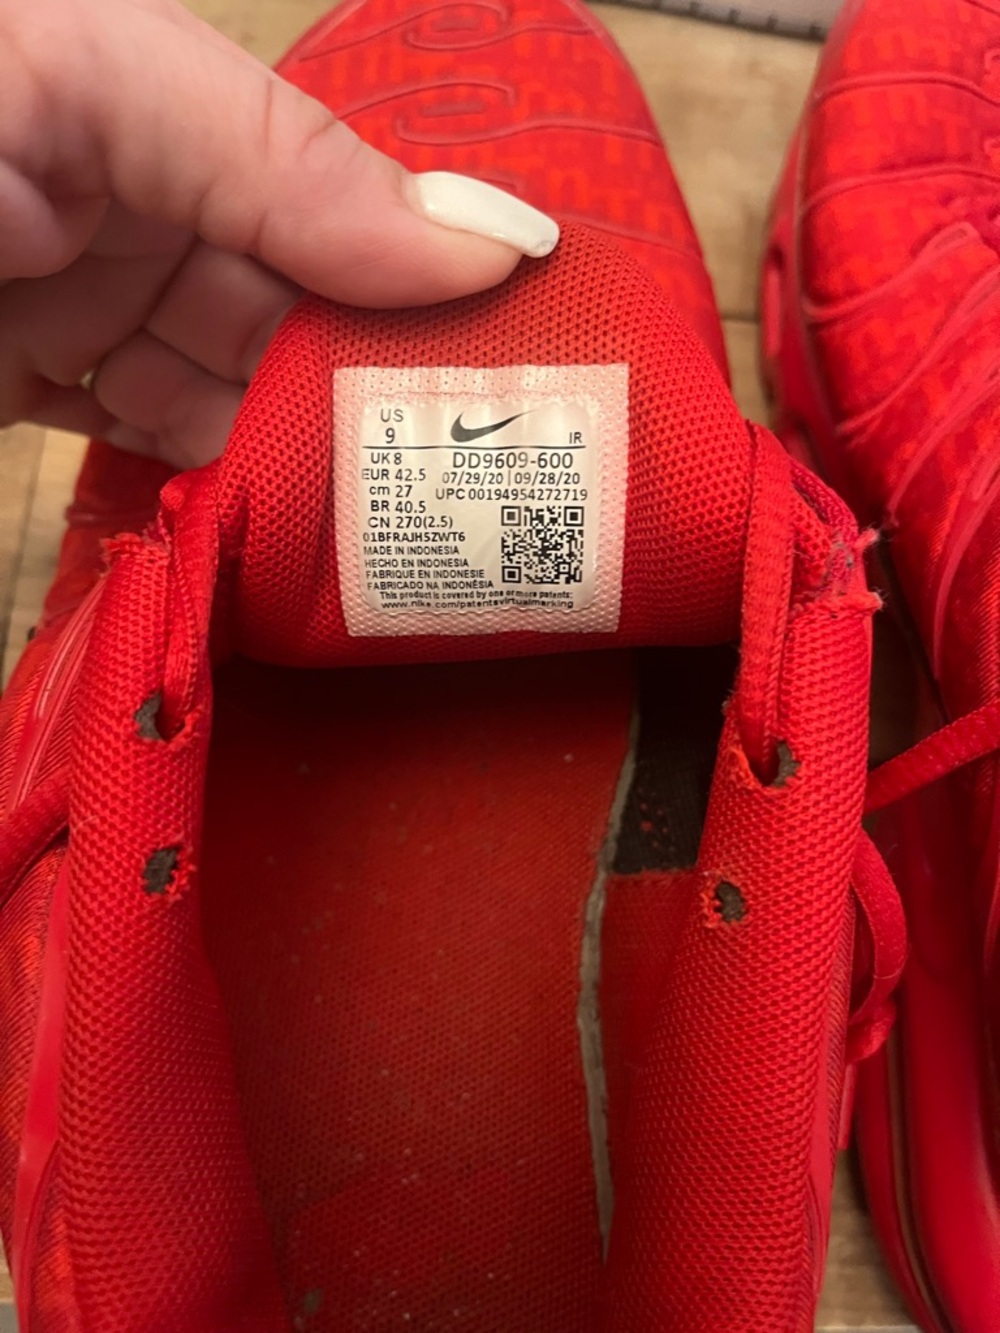 US
9
IR
UK 8
DD9609-600
EUR 42.5
07/29/20 | 09/28/20
cm 27
UPC 00194954272719
BR 40.5
CN 270(2.5)
01BFRAJH5ZWT6
MADE IN INDONESIA
HECHO EN INDONESIA
FABRIQUE EN INDONESIE
FABRICADO NA INDONÉSIA
This product is covered by one or more patents:
www.nike.com/patentsvirtualmarking